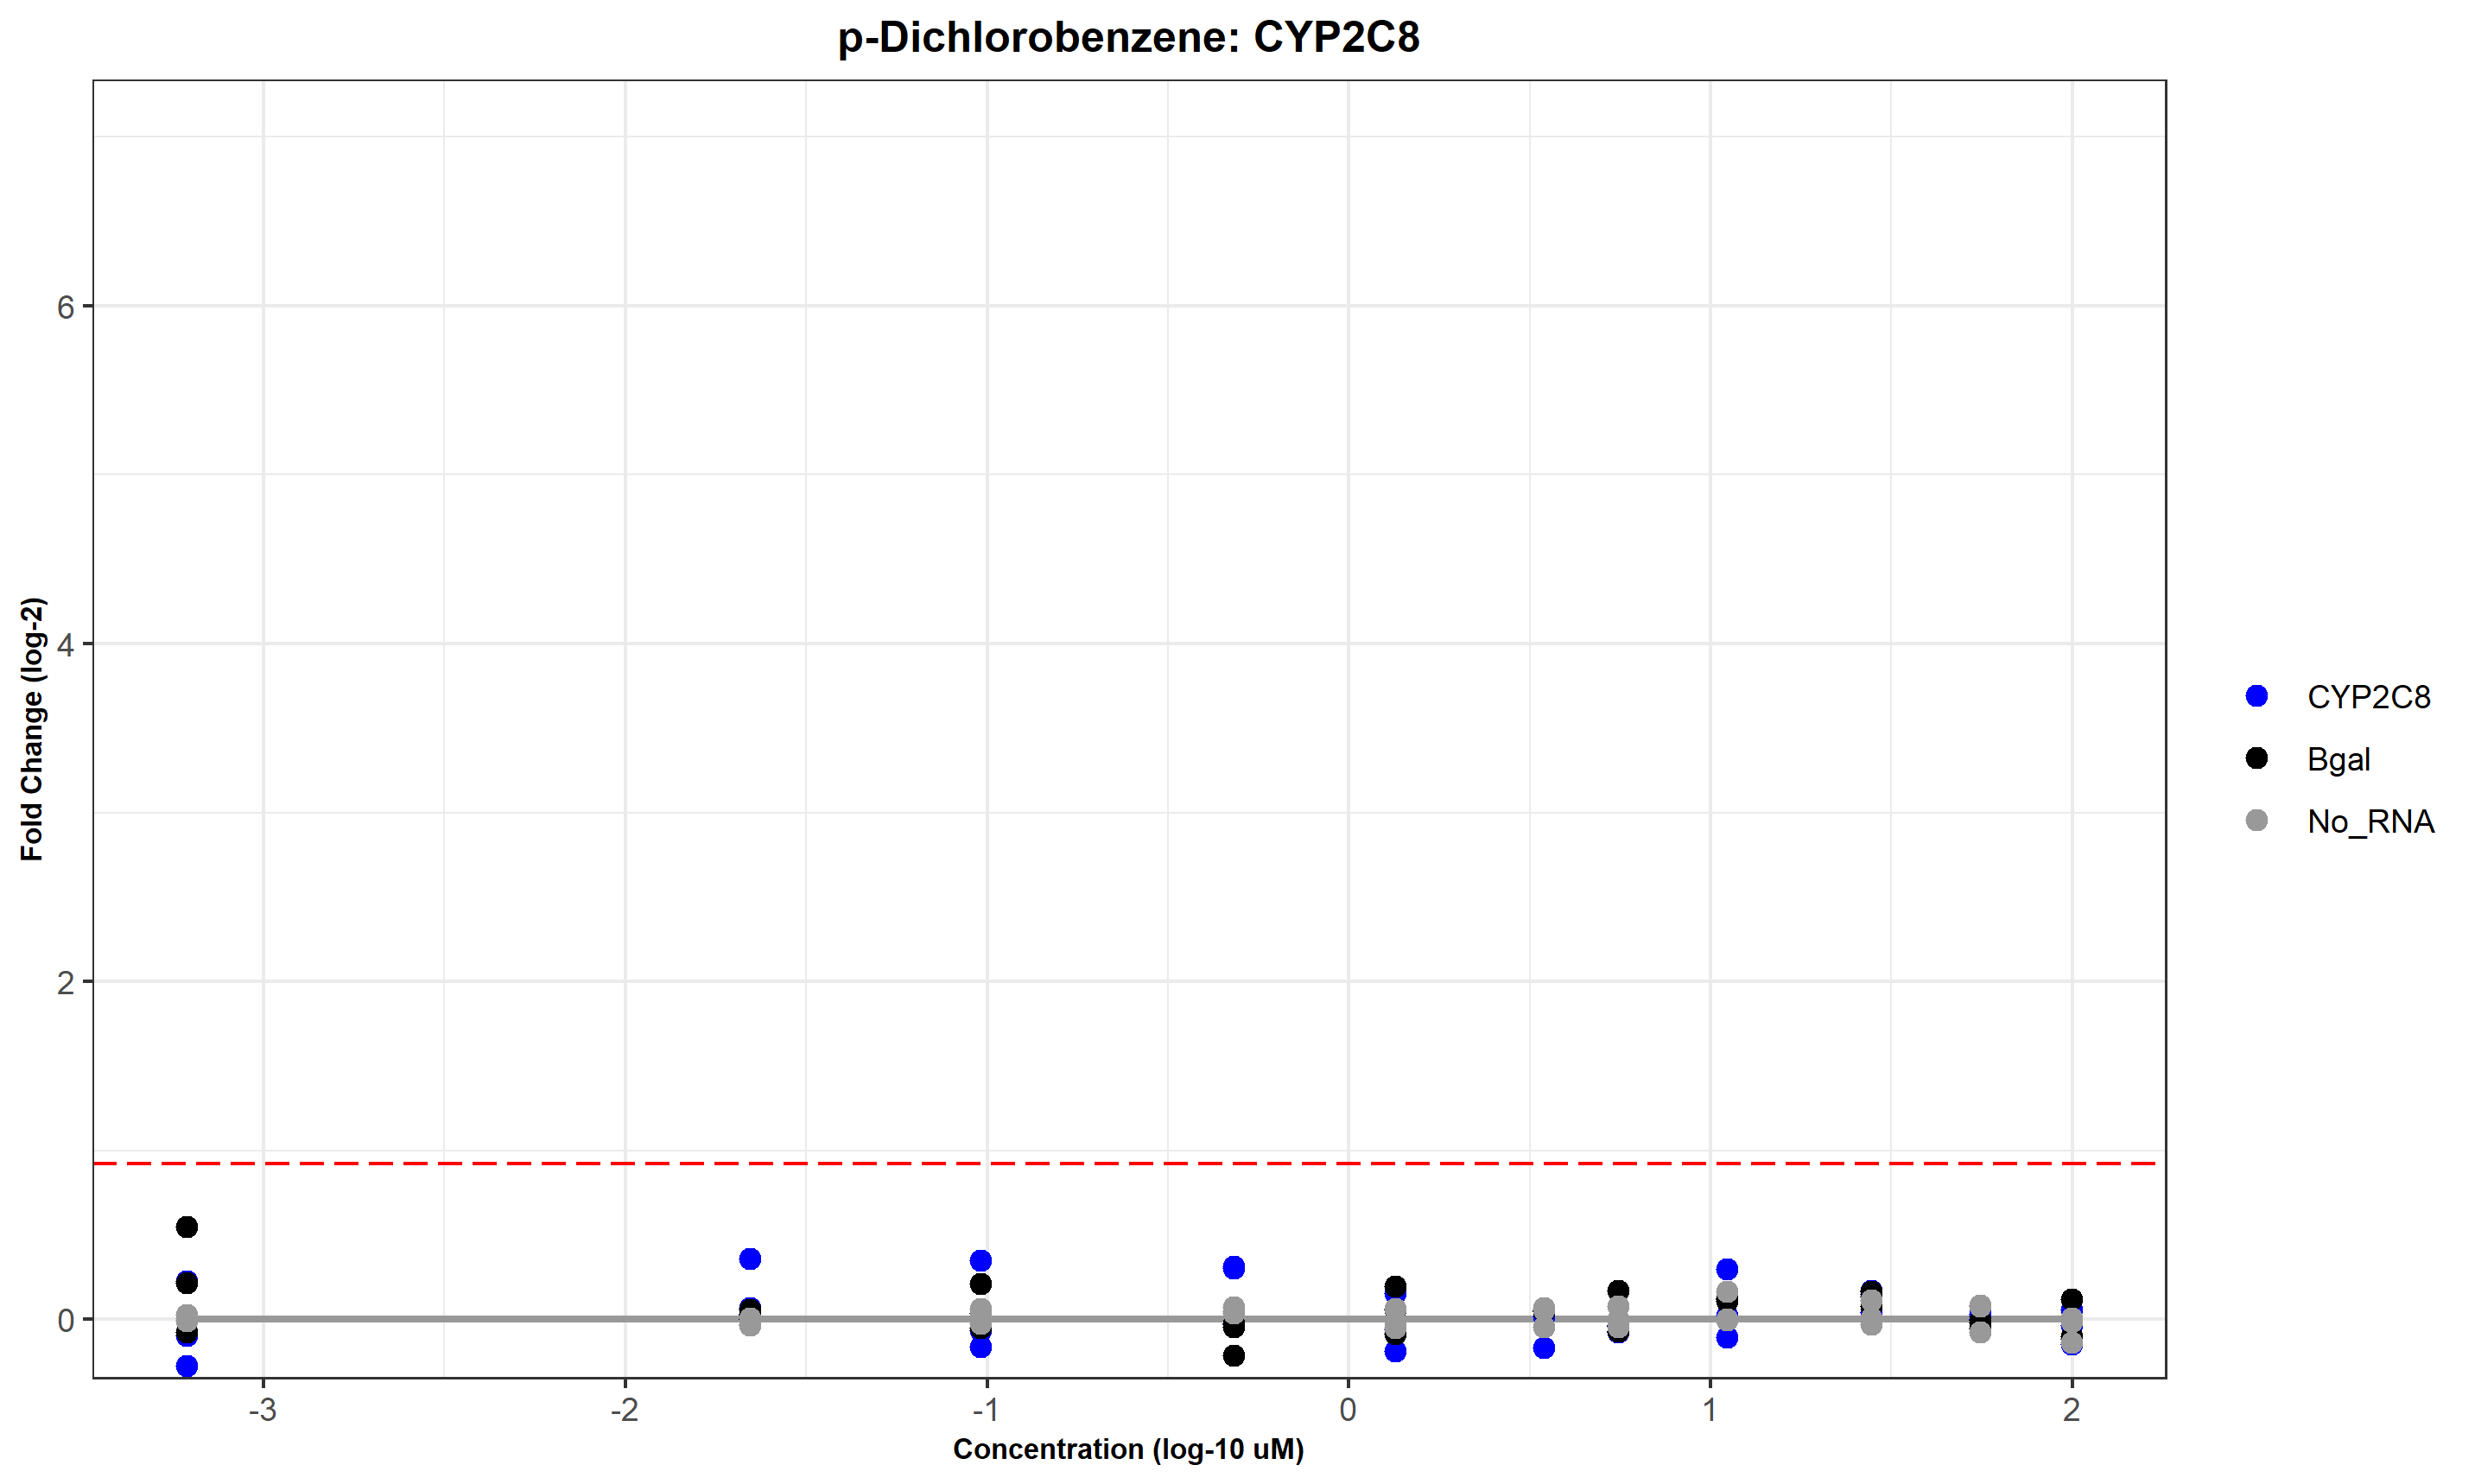 p-Dichlorobenzene: CYP2C8
Fold Change (log-2)
6
4
2
0
-3
-2
-1
0
1
2
Concentration (log-10 uM)
CYP2C8
Bgal
No_RNA